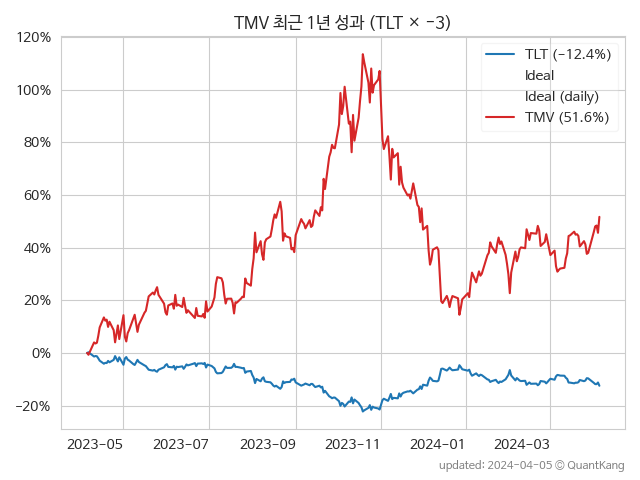 TMV 최근 1년 성과 (TLT × −3)
120%
100%
80%
60%
40%
20%
0%
−20%
TLT (−12.4%)
Ideal
Ideal (daily)
TMV (51.6%)
2023−05
2023−07
2023−09
2023−11
2024−01
2024−03
updated: 2024−04−05 © QuantKang